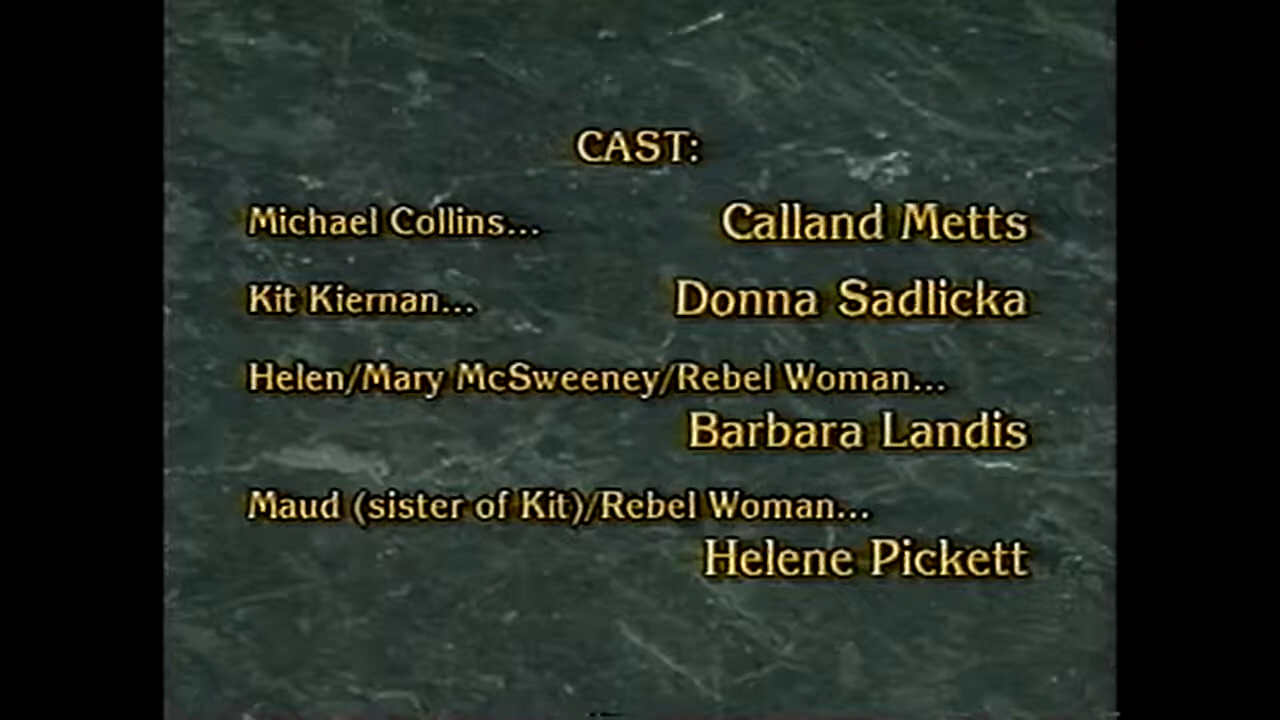 CAST:
Michael Collins... Calland Metts
Kit Kiernan... Donna Sadlicka
Helen/Mary McSweeney/Rebel Woman...
Barbara Landis
Maud (sister of Kit)/Rebel Woman...
Helene Pickett